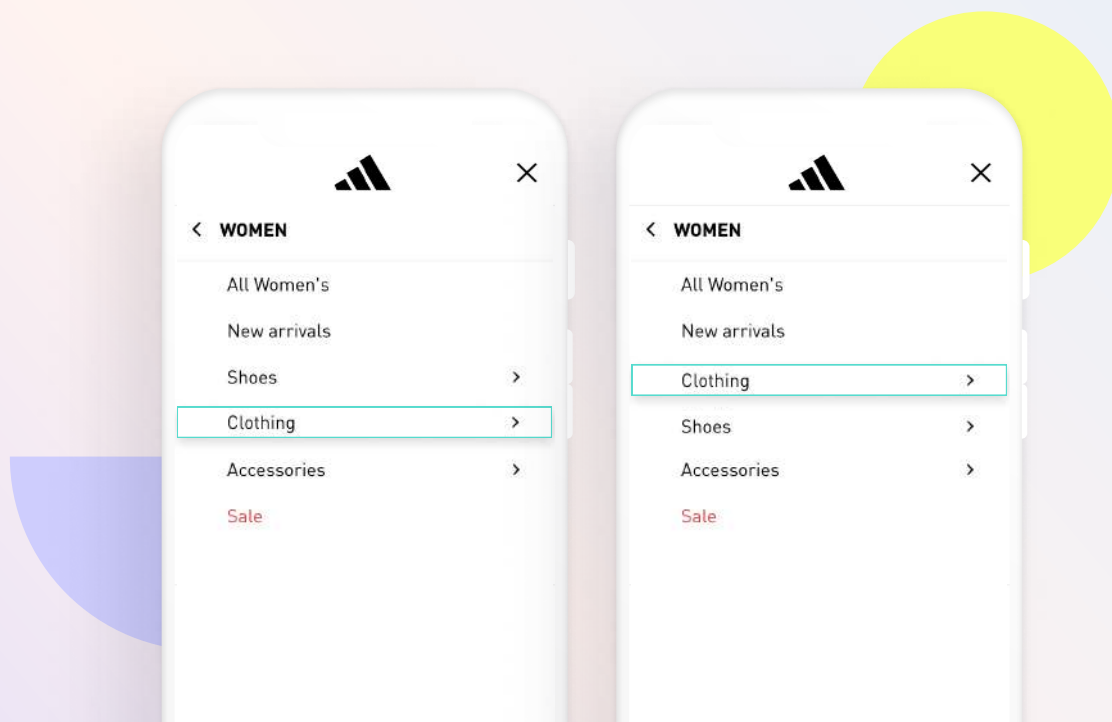 WOMEN
All Women's
New arrivals
Shoes
Clothing
Accessories
Sale
WOMEN
All Women's
New arrivals
Clothing
Shoes
Accessories
Sale